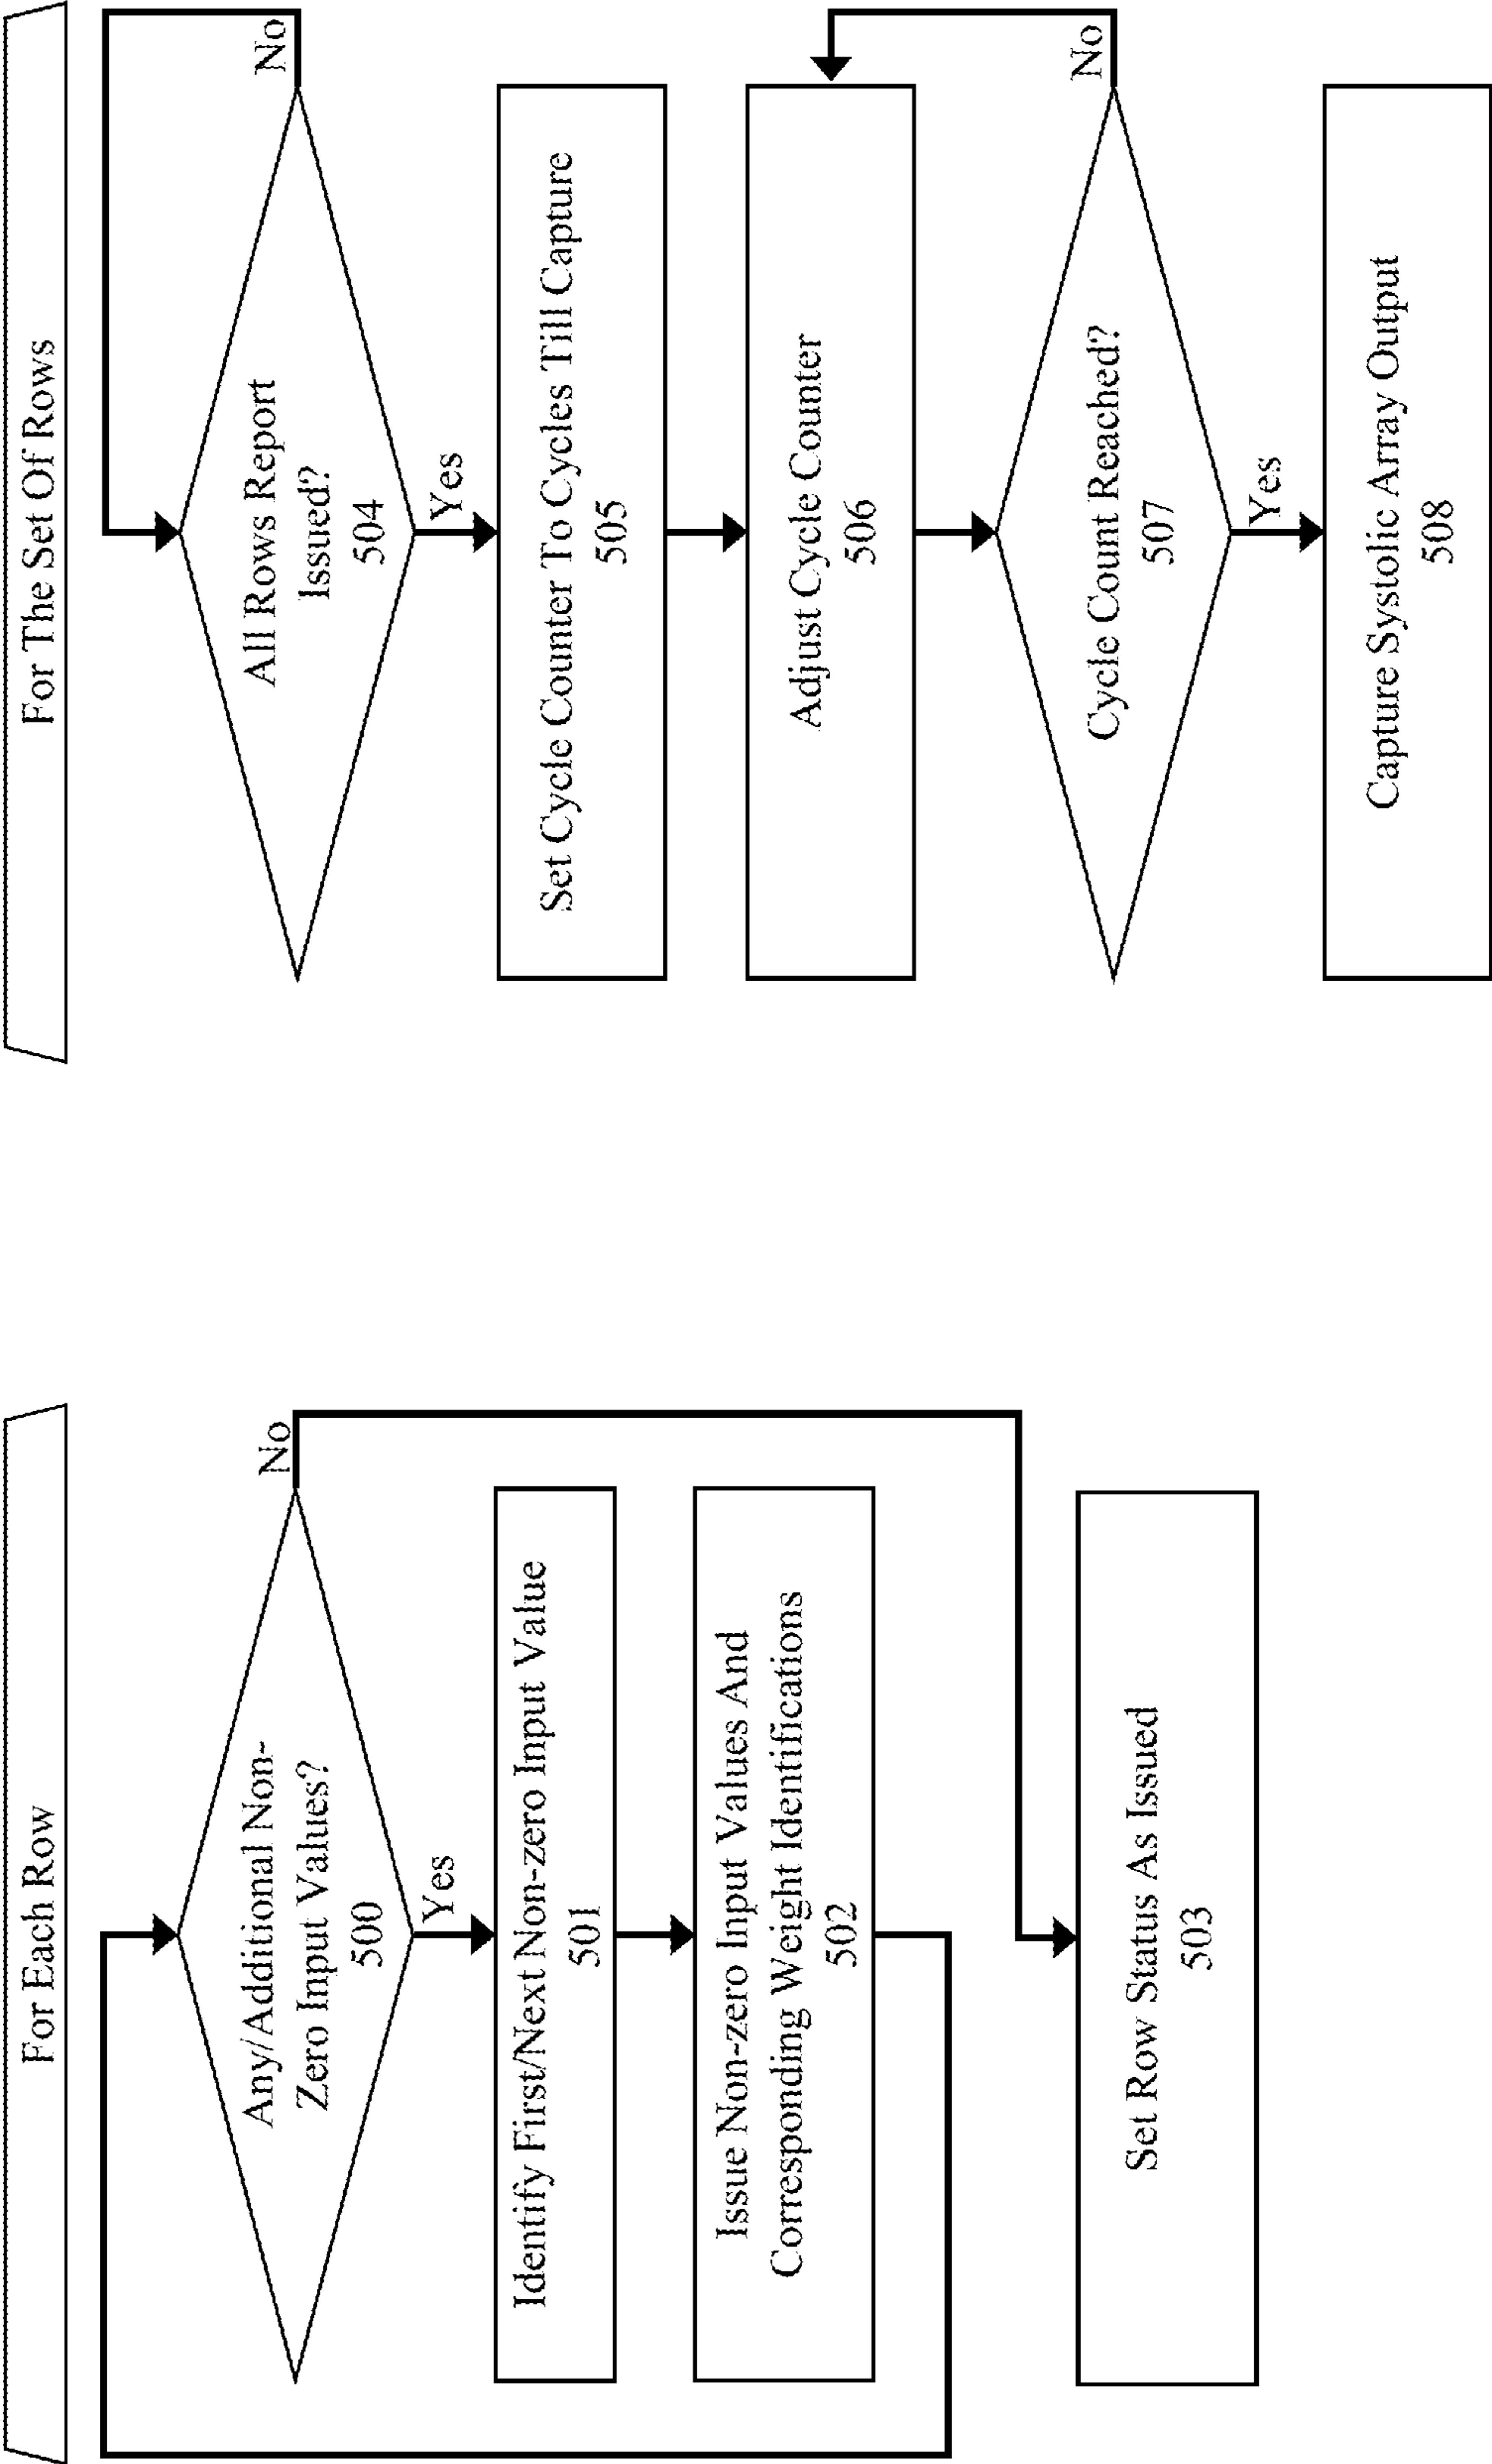 For Each Row
Any/Additional Non-
Zero Input Values?
500
No
Yes
Identify First/Next Non-zero Input Value
501
Issue Non-zero Input Values And
Corresponding Weight Identifications
502
Set Row Status As Issued
503
For The Set Of Rows
All Rows Report
Issued?
504
No
Yes
Set Cycle Counter To Cycles Till Capture
505
Adjust Cycle Counter
506
Cycle Count Reached?
507
No
Yes
Capture Systolic Array Output
508